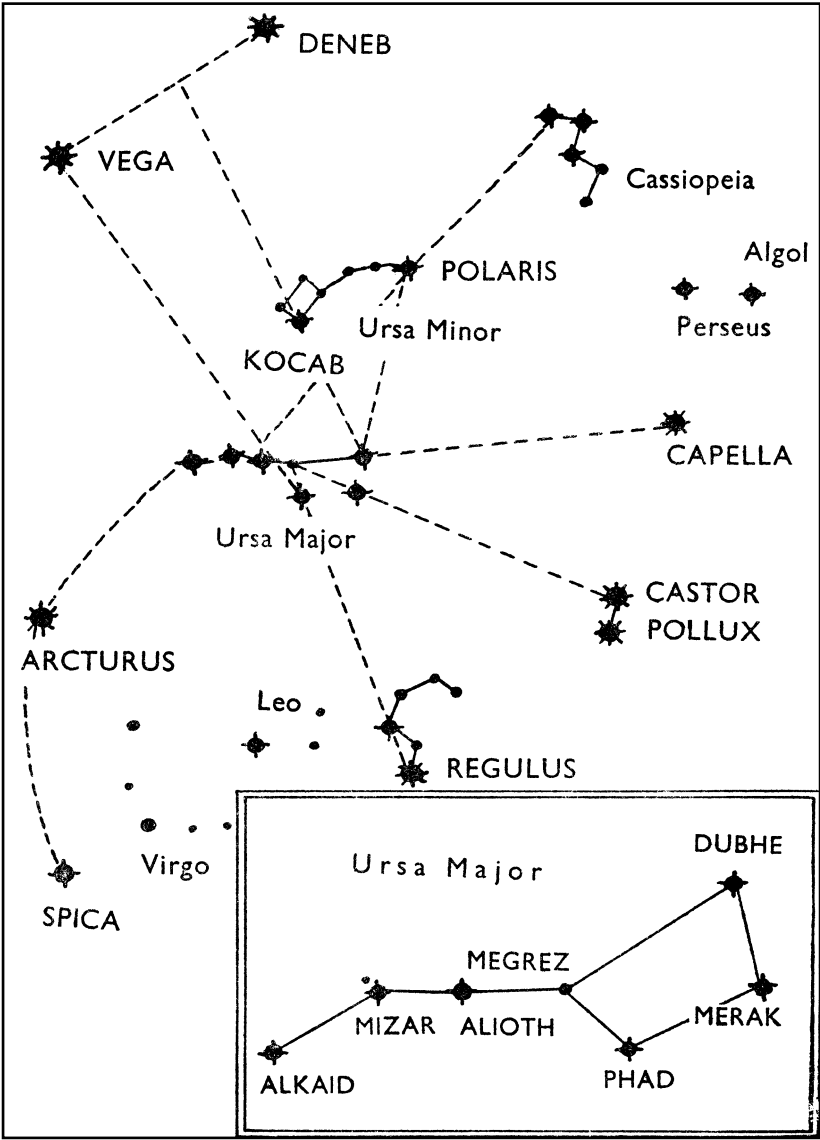 DENEB
VEGA
Cassiopeia
Algol
POLARIS
Ursa Minor
Perseus
KOCAB
CAPELLA
Ursa Major
CASTOR
POLLUX
ARCTURUS
Leo
REGULUS
Virgo
SPICA
Ursa Major
DUBHE
MEGREZ
MIZAR
ALIOTH
MERAK
ALKAID
PHAD